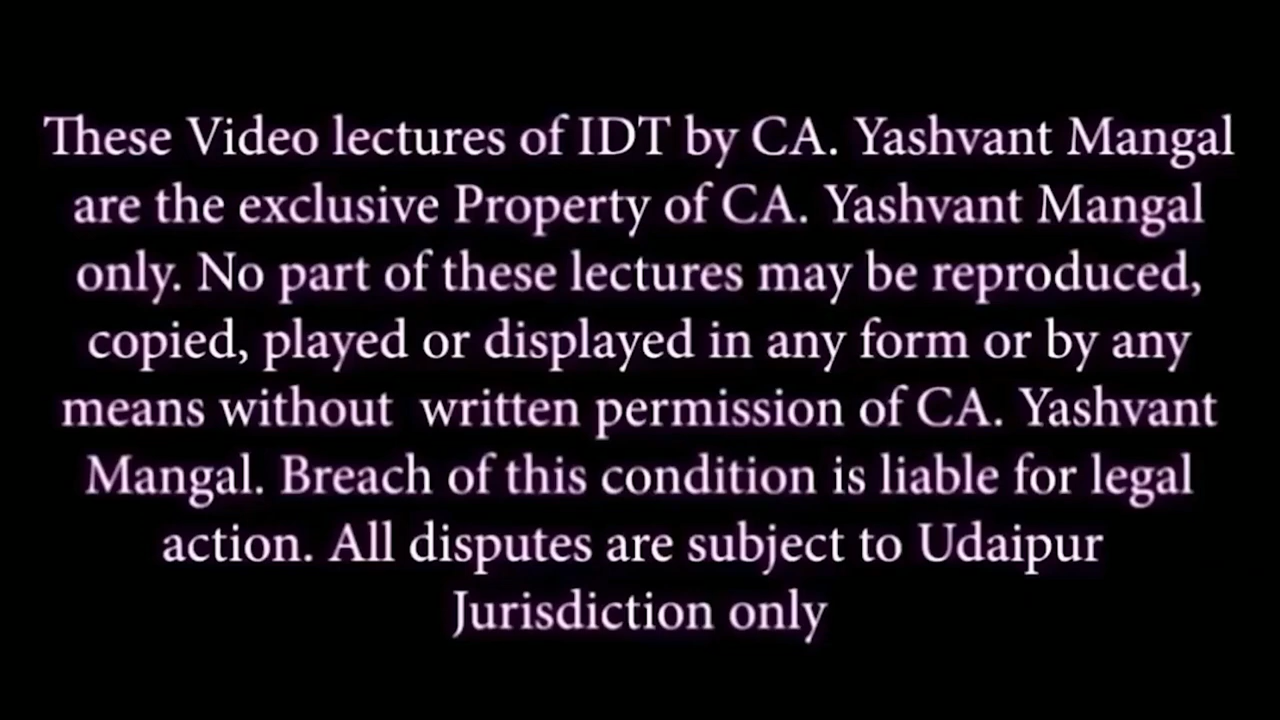 These Video lectures of IDT by CA. Yashvant Mangal
are the exclusive Property of CA. Yashvant Mangal
only. No part of these lectures may be reproduced,
copied, played or displayed in any form or by any
means without  written permission of CA. Yashvant
Mangal. Breach of this condition is liable for legal
action. All disputes are subject to Udaipur
Jurisdiction only